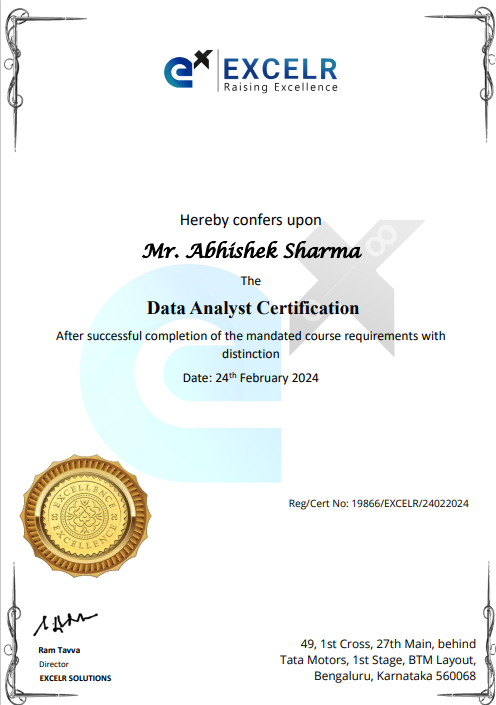 ex EXCELR
Raising Excellence
Hereby confers upon
Mr. Abhishek Sharma
The
Data Analyst Certification
After successful completion of the mandated course requirements with
distinction
Date: 24th February 2024
EXCELLENCE
EXCELLENCE
Reg/Cert No: 19866/EXCELR/24022024
Ram Tavva
Director
EXCELR SOLUTIONS
49, 1st Cross, 27th Main, behind
Tata Motors, 1st Stage, BTM Layout,
Bengaluru, Karnataka 560068